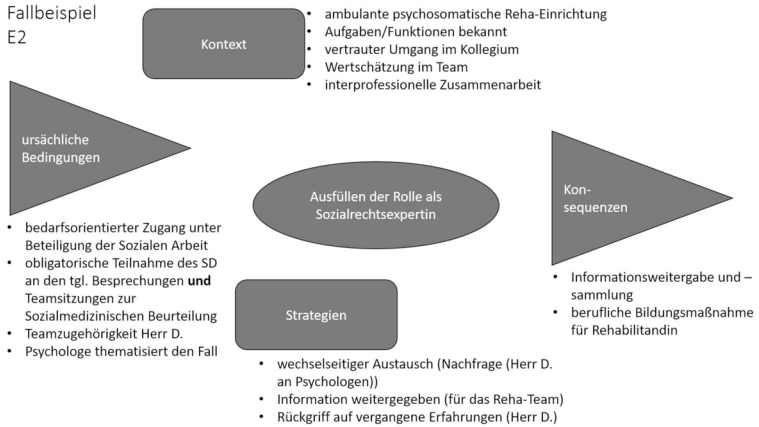 Fallbeispiel
E2
Kontext
• ambulante psychosomatische Reha-Einrichtung
• Aufgaben/Funktionen bekannt
• vertrauter Umgang im Kollegium
• Wertschätzung im Team
• interprofessionelle Zusammenarbeit
ursächliche
Bedingungen
• bedarfsorientierter Zugang unter
Beteiligung der Sozialen Arbeit
• obligatorische Teilnahme des SD
an den tgl. Besprechungen und
Teamsitzungen zur
Sozialmedizinischen Beurteilung
• Teamzugehörigkeit Herr D.
• Psychologe thematisiert den Fall
Ausfüllen der Rolle als
Sozialrechtsexpertin
Strategien
• wechselseitiger Austausch (Nachfrage (Herr D.
an Psychologen))
• Information weitergegeben (für das Reha-Team)
• Rückgriff auf vergangene Erfahrungen (Herr D.)
Kon-
sequenzen
• Informationsweitergabe und –
sammlung
• berufliche Bildungsmaßnahme
für Rehabilitandin